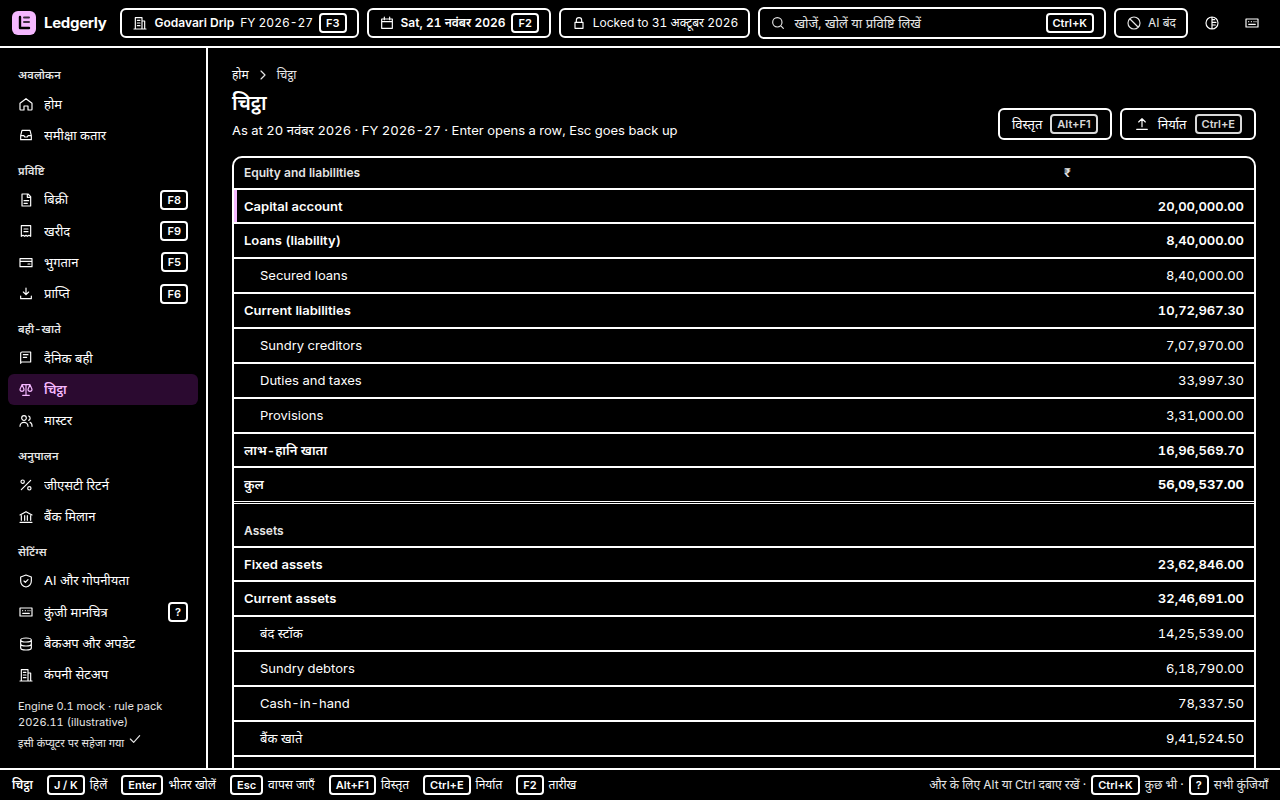 Ledgerly
Godavari Drip FY 2026-27 F3
Sat, 21 नवंबर 2026 F2
Locked to 31 अक्टूबर 2026
खोजें, खोलें या प्रविष्टि लिखें Ctrl+K
AI बंद
अवलोकन
होम
समीक्षा कतार
प्रविष्टि
बिक्री F8
खरीद F9
भुगतान F5
प्राप्ति F6
बही-खाते
दैनिक बही
चिट्ठा
मास्टर
अनुपालन
जीएसटी रिटर्न
बैंक मिलान
सेटिंग्स
AI और गोपनीयता
कुंजी मानचित्र ?
बैकअप और अपडेट
कंपनी सेटअप
Engine 0.1 mock · rule pack
2026.11 (illustrative)
इसी कंप्यूटर पर सहेजा गया
होम > चिट्ठा
चिट्ठा
As at 20 नवंबर 2026 · FY 2026-27 · Enter opens a row, Esc goes back up
विस्तृत Alt+F1
निर्यात Ctrl+E
Equity and liabilities ₹
Capital account 20,00,000.00
Loans (liability) 8,40,000.00
Secured loans 8,40,000.00
Current liabilities 10,72,967.30
Sundry creditors 7,07,970.00
Duties and taxes 33,997.30
Provisions 3,31,000.00
लाभ-हानि खाता 16,96,569.70
कुल 56,09,537.00
Assets
Fixed assets 23,62,846.00
Current assets 32,46,691.00
बंद स्टॉक 14,25,539.00
Sundry debtors 6,18,790.00
Cash-in-hand 78,337.50
बैंक खाते 9,41,524.50
चिट्ठा J / K हिलें Enter भीतर खोलें Esc वापस जाएँ Alt+F1 विस्तृत Ctrl+E निर्यात F2 तारीख
और के लिए Alt या Ctrl दबाए रखें · Ctrl+K कुछ भी · ? सभी कुंजियाँ